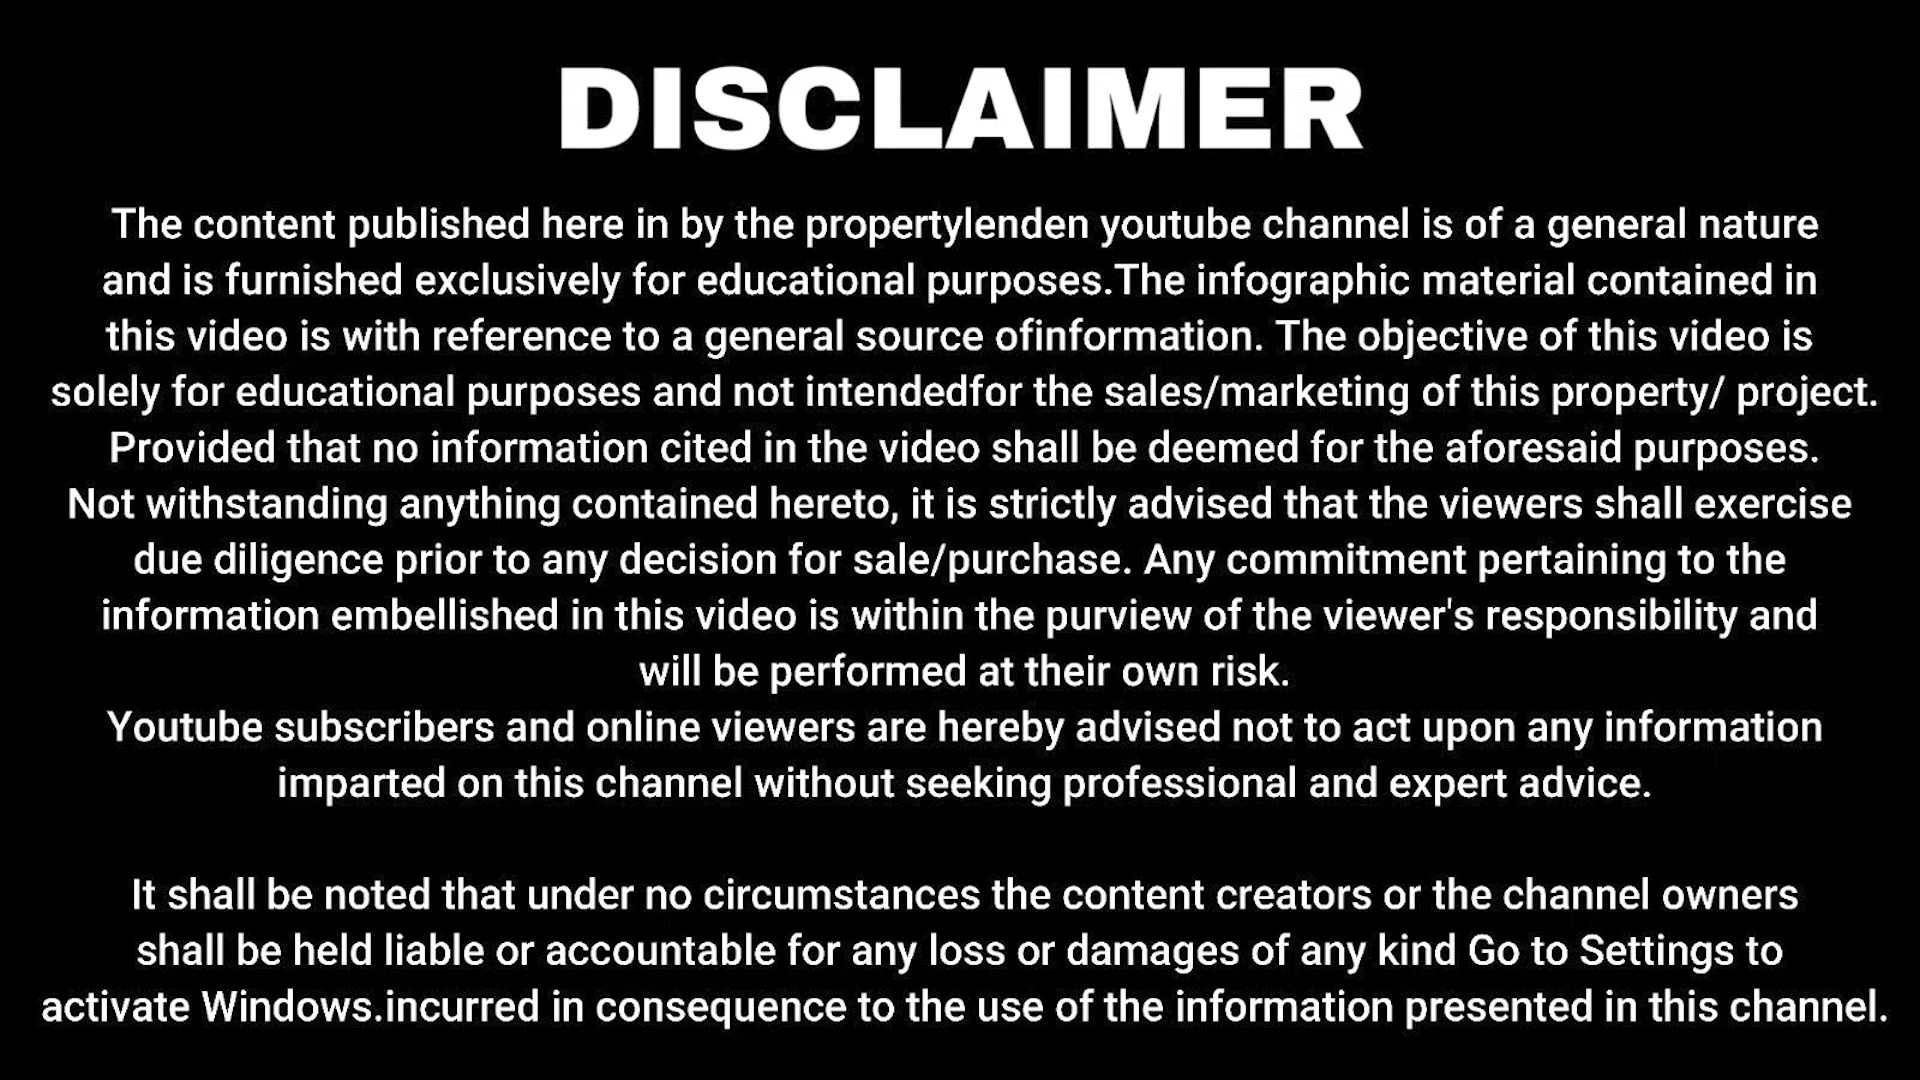 DISCLAIMER
The content published here in by the propertylenden youtube channel is of a general nature
and is furnished exclusively for educational purposes.The infographic material contained in
this video is with reference to a general source ofinformation. The objective of this video is
solely for educational purposes and not intendedfor the sales/marketing of this property/ project.
Provided that no information cited in the video shall be deemed for the aforesaid purposes.
Not withstanding anything contained hereto, it is strictly advised that the viewers shall exercise
due diligence prior to any decision for sale/purchase. Any commitment pertaining to the
information embellished in this video is within the purview of the viewer's responsibility and
will be performed at their own risk.
Youtube subscribers and online viewers are hereby advised not to act upon any information
imparted on this channel without seeking professional and expert advice.
It shall be noted that under no circumstances the content creators or the channel owners
shall be held liable or accountable for any loss or damages of any kind Go to Settings to
activate Windows.incurred in consequence to the use of the information presented in this channel.